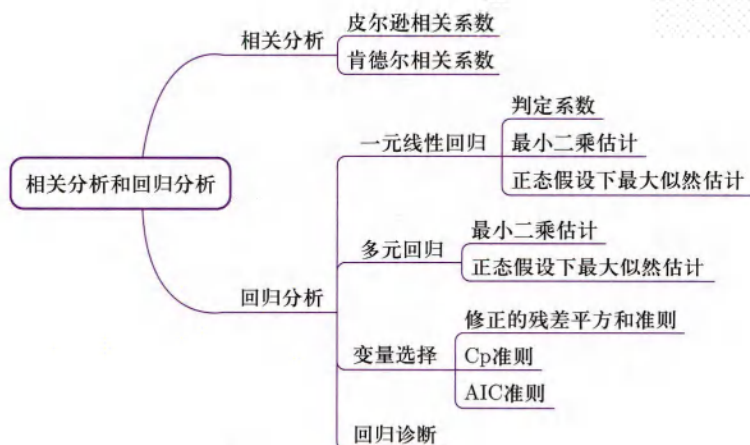 相关分析和回归分析
相关分析
皮尔逊相关系数
肯德尔相关系数
回归分析
一元线性回归
判定系数
最小二乘估计
正态假设下最大似然估计
多元回归
最小二乘估计
正态假设下最大似然估计
变量选择
修正的残差平方和准则
Cp准则
AIC准则
回归诊断